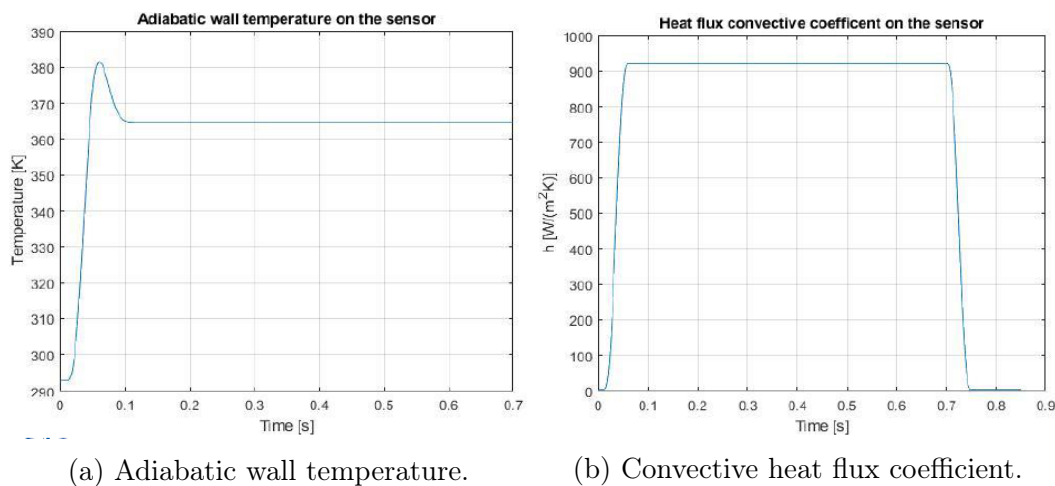 Adiabatic wall temperature on the sensor
390
380
370
360
350
340
330
320
310
300
290
Temperature [K]
0 0.1 0.2 0.3 0.4 0.5 0.6 0.7
Time [s]
(a) Adiabatic wall temperature.
Heat flux convective coefficent on the sensor
1000
900
800
700
600
500
400
300
200
100
0
h [W/(m²K)]
0 0.1 0.2 0.3 0.4 0.5 0.6 0.7 0.8 0.9
Time [s]
(b) Convective heat flux coefficient.